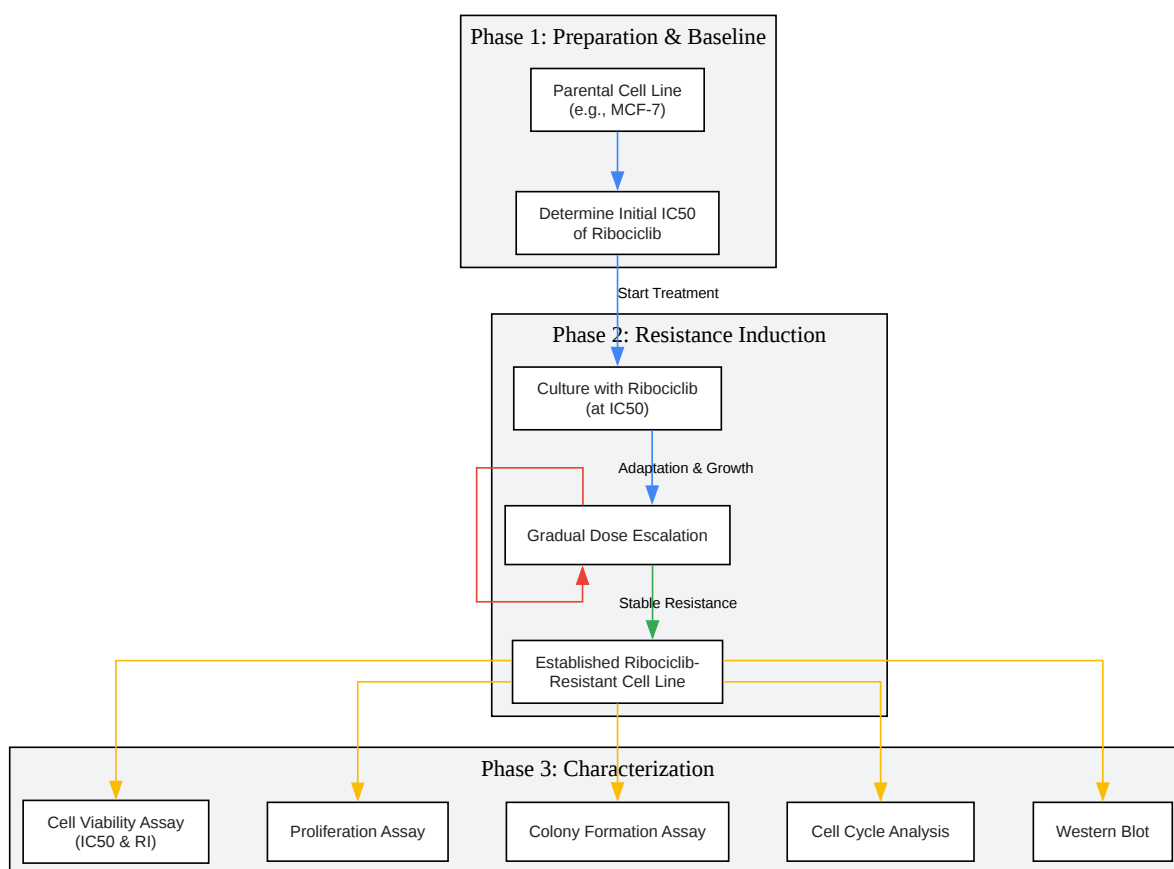 Phase 1: Preparation & Baseline
Parental Cell Line
(e.g., MCF-7)
Determine Initial IC50
of Ribociclib
Start Treatment
Phase 2: Resistance Induction
Culture with Ribociclib
(at IC50)
Adaptation & Growth
Gradual Dose Escalation
Stable Resistance
Established Ribociclib-
Resistant Cell Line
Phase 3: Characterization
Cell Viability Assay
(IC50 & RI)
Proliferation Assay
Colony Formation Assay
Cell Cycle Analysis
Western Blot